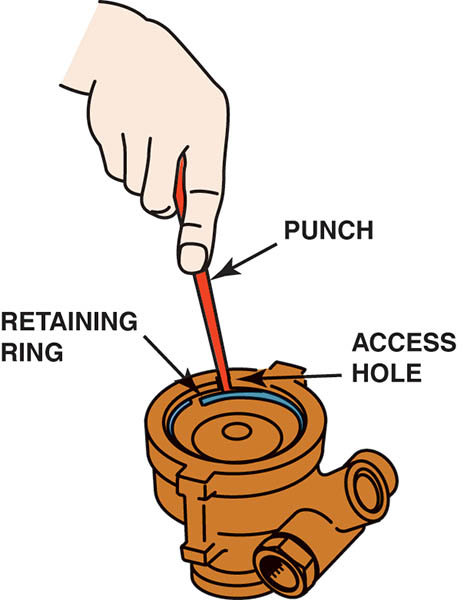 PUNCH
RETAINING
RING
ACCESS
HOLE